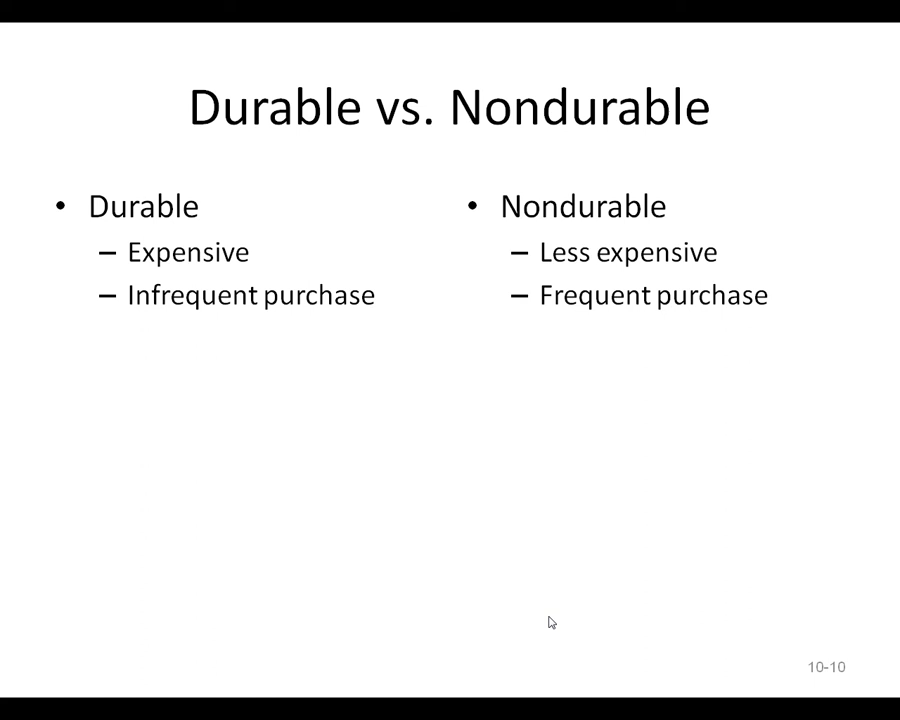 Durable vs. Nondurable
• Durable
– Expensive
– Infrequent purchase
• Nondurable
– Less expensive
– Frequent purchase
10-10